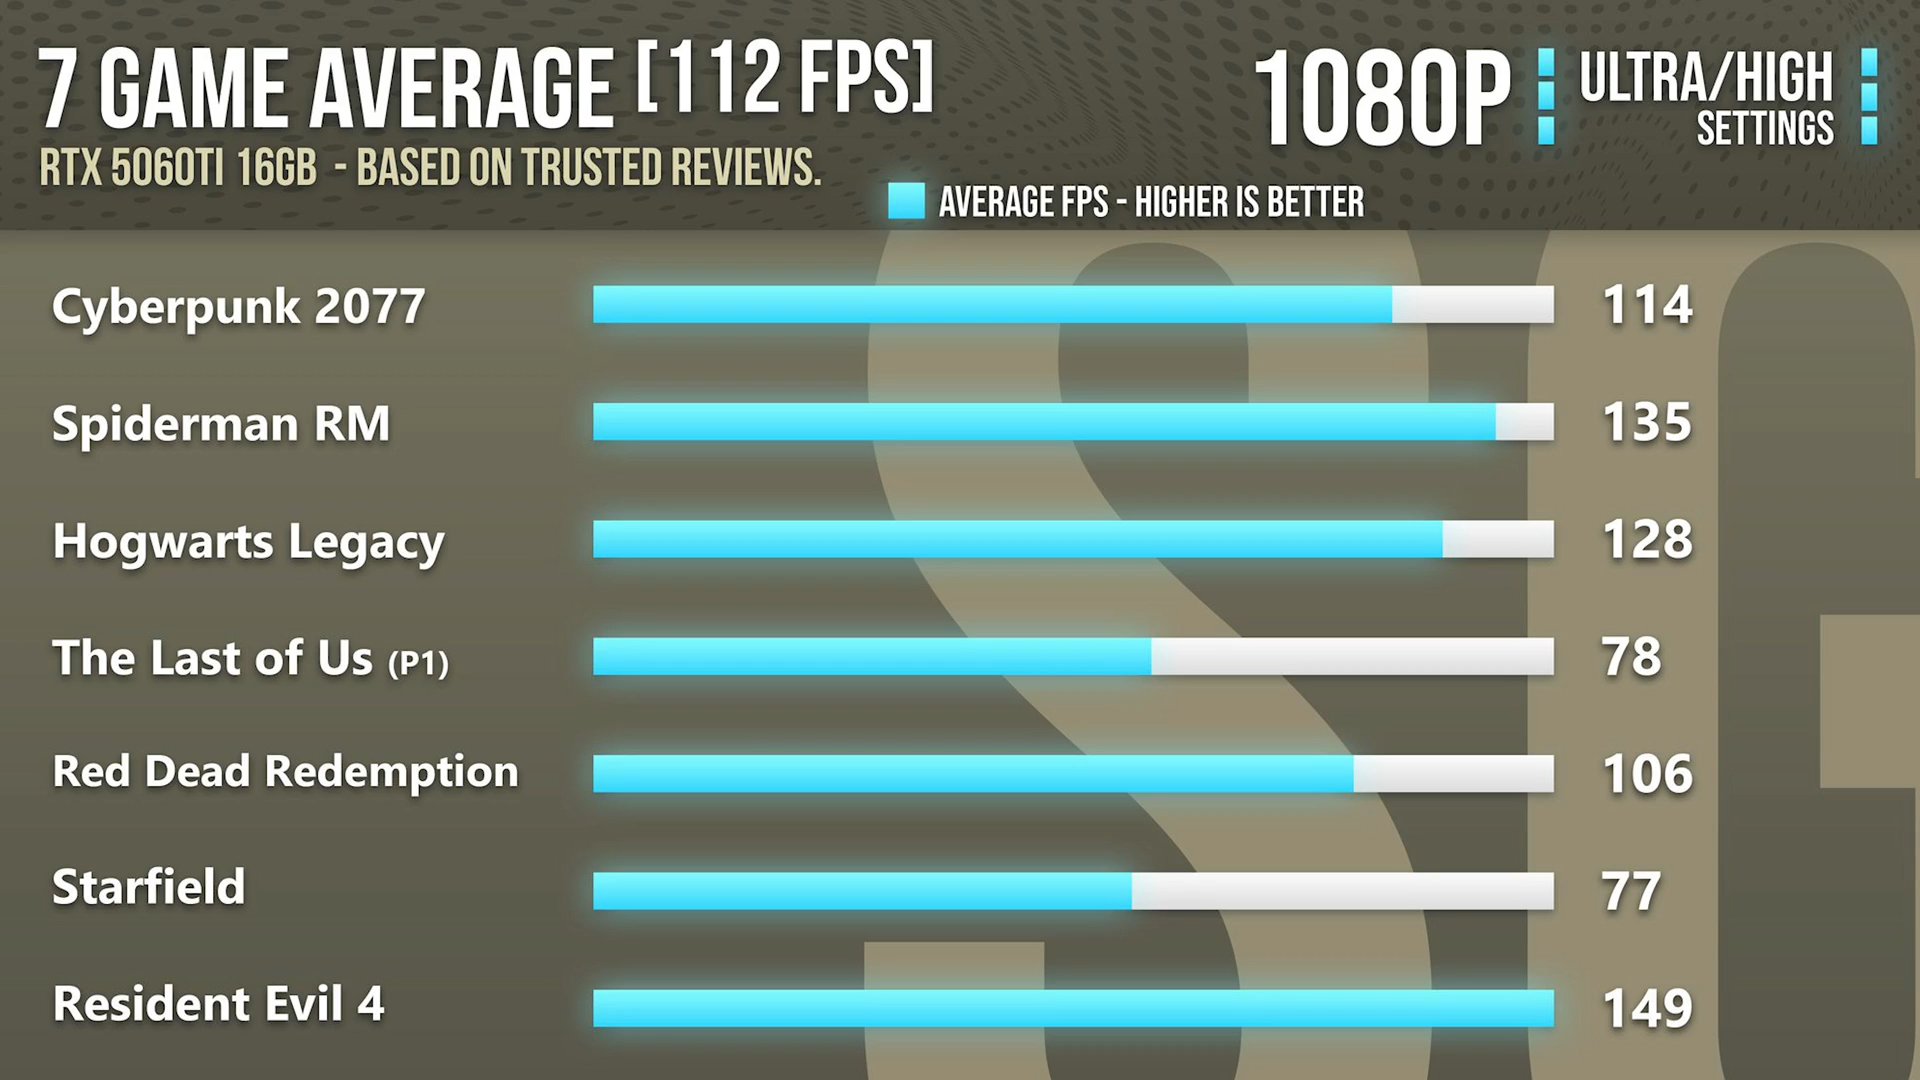 7 GAME AVERAGE [112 FPS]
RTX 5060TI 16GB - BASED ON TRUSTED REVIEWS.
1080P
ULTRA/HIGH
SETTINGS
AVERAGE FPS - HIGHER IS BETTER
Cyberpunk 2077 114
Spiderman RM 135
Hogwarts Legacy 128
The Last of Us (P1) 78
Red Dead Redemption 106
Starfield 77
Resident Evil 4 149